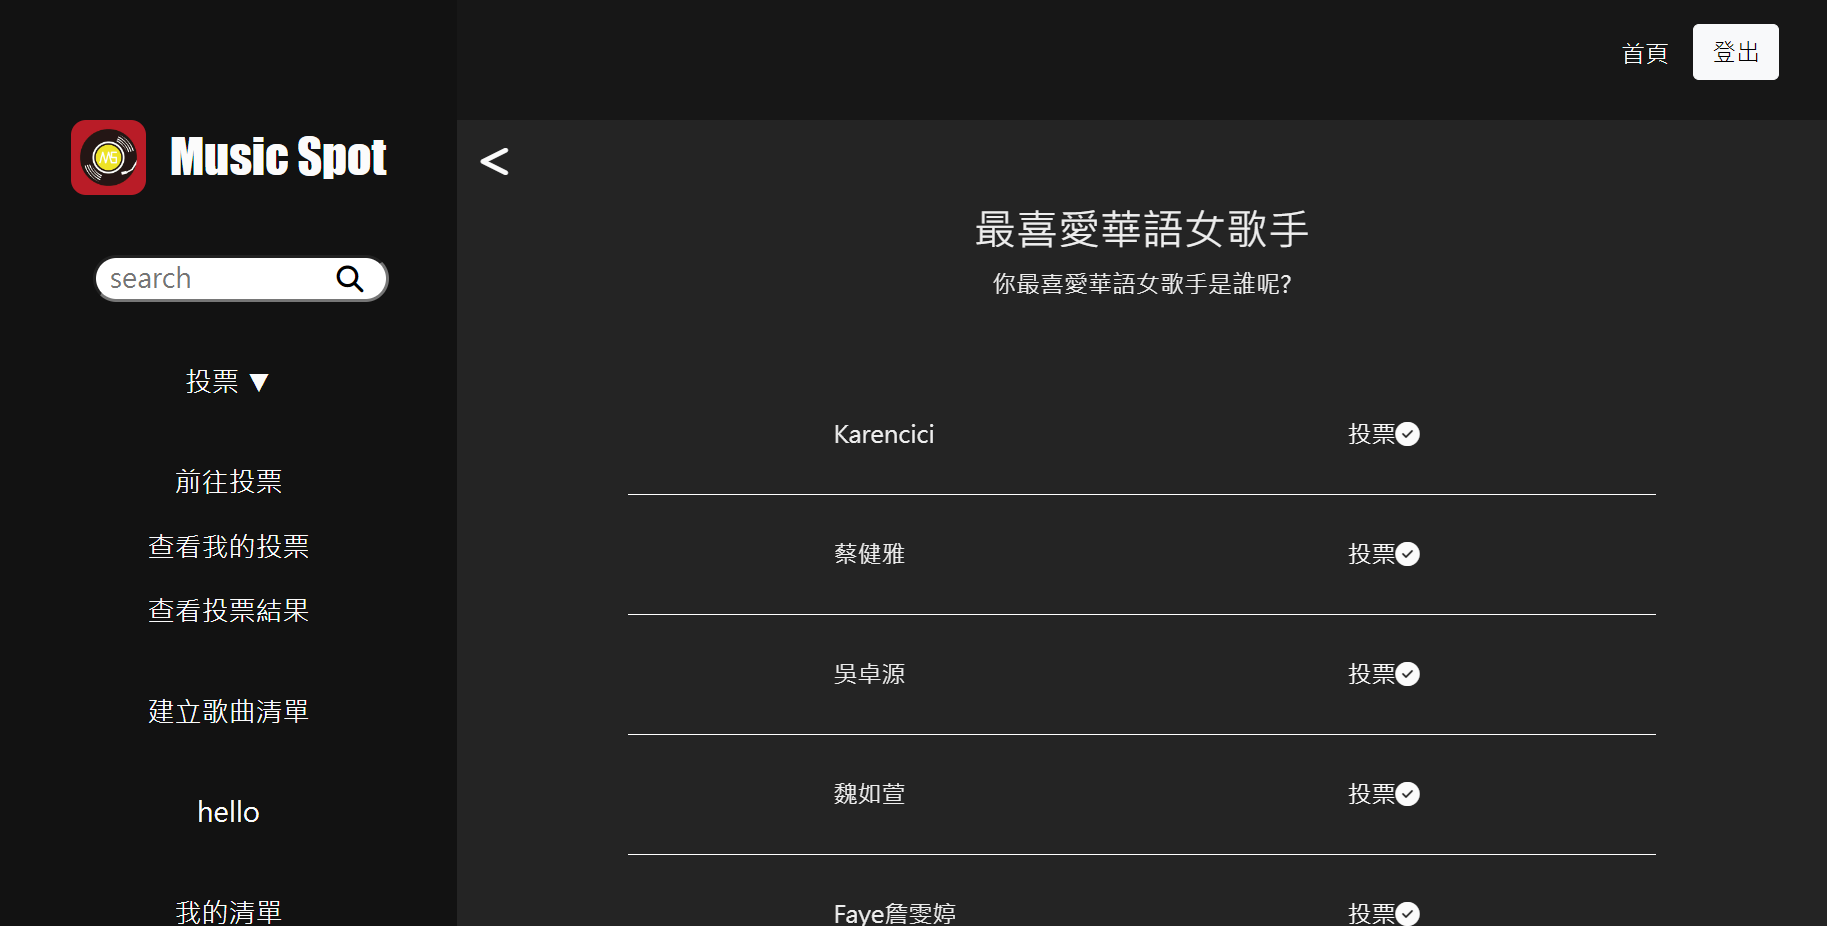 首頁
登出
MS
Music Spot
search
投票 ▼
前往投票
查看我的投票
查看投票結果
建立歌曲清單
hello
我的清單
<
最喜愛華語女歌手
你最喜愛華語女歌手是誰呢?
Karencici 投票
蔡健雅 投票
吳卓源 投票
魏如萱 投票
Faye詹雯婷 投票